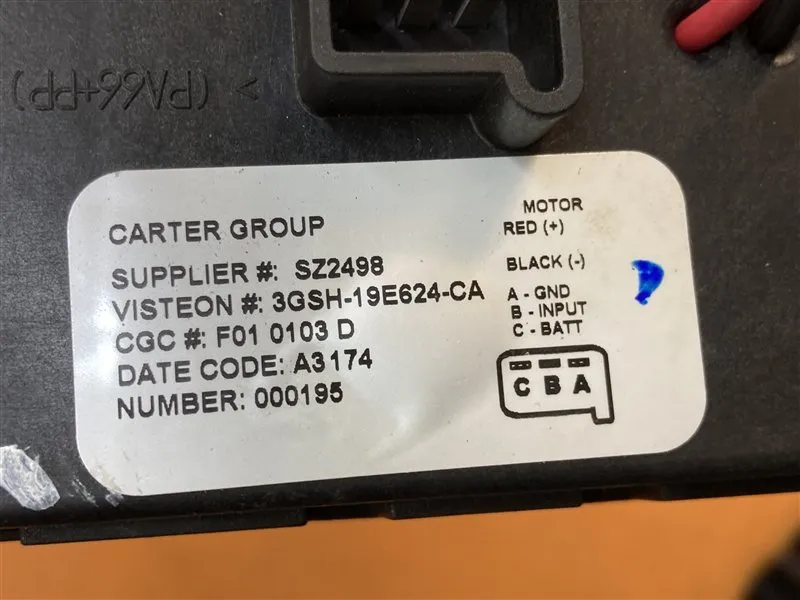 >PA66+PP<
CARTER GROUP
SUPPLIER #: SZ2498
VISTEON #: 3GSH-19E624-CA
CGC #: F01 0103 D
DATE CODE: A3174
NUMBER: 000195
MOTOR
RED (+)
BLACK (-)
A - GND
B - INPUT
C - BATT
C B A